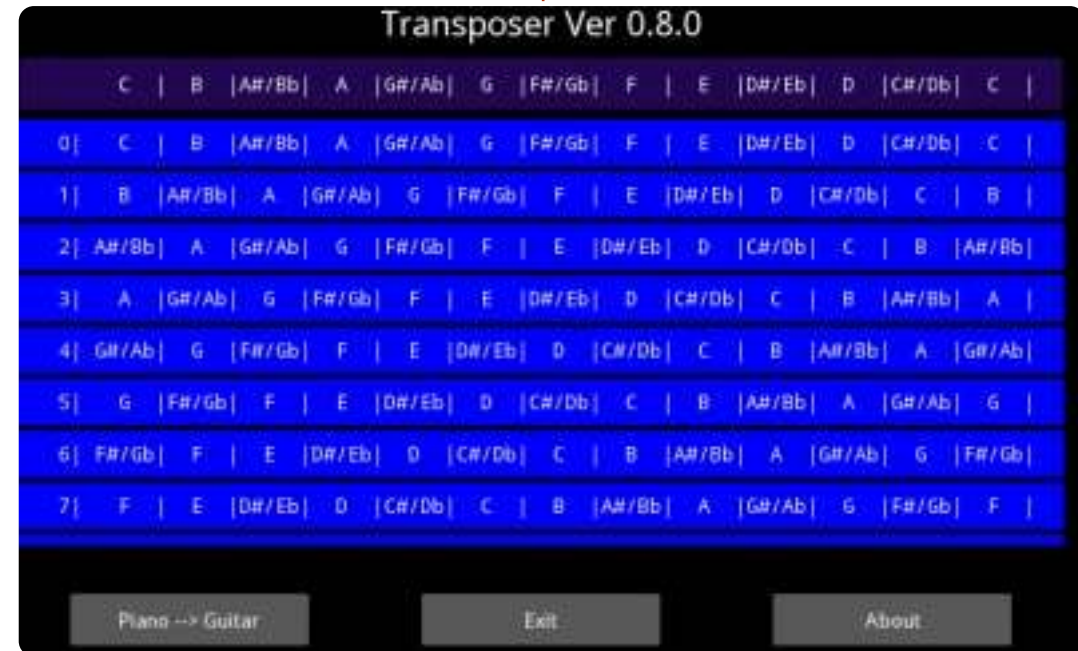 Transposer Ver 0.8.0
C | B |A#/Bb| A |G#/Ab| G |F#/Gb| F | E |D#/Eb| D |C#/Db| C |
0| C | B |A#/Bb| A |G#/Ab| G |F#/Gb| F | E |D#/Eb| D |C#/Db| C |
1| B |A#/Bb| A |G#/Ab| G |F#/Gb| F | E |D#/Eb| D |C#/Db| C | B |
2| A#/Bb| A |G#/Ab| G |F#/Gb| F | E |D#/Eb| D |C#/Db| C | B |A#/Bb|
3| A |G#/Ab| G |F#/Gb| F | E |D#/Eb| D |C#/Db| C | B |A#/Bb| A |
4| G#/Ab| G |F#/Gb| F | E |D#/Eb| D |C#/Db| C | B |A#/Bb| A |G#/Ab|
5| G |F#/Gb| F | E |D#/Eb| D |C#/Db| C | B |A#/Bb| A |G#/Ab| G |
6| F#/Gb| F | E |D#/Eb| D |C#/Db| C | B |A#/Bb| A |G#/Ab| G |F#/Gb|
7| F | E |D#/Eb| D |C#/Db| C | B |A#/Bb| A |G#/Ab| G |F#/Gb| F |
Piano --> Guitar Exit About